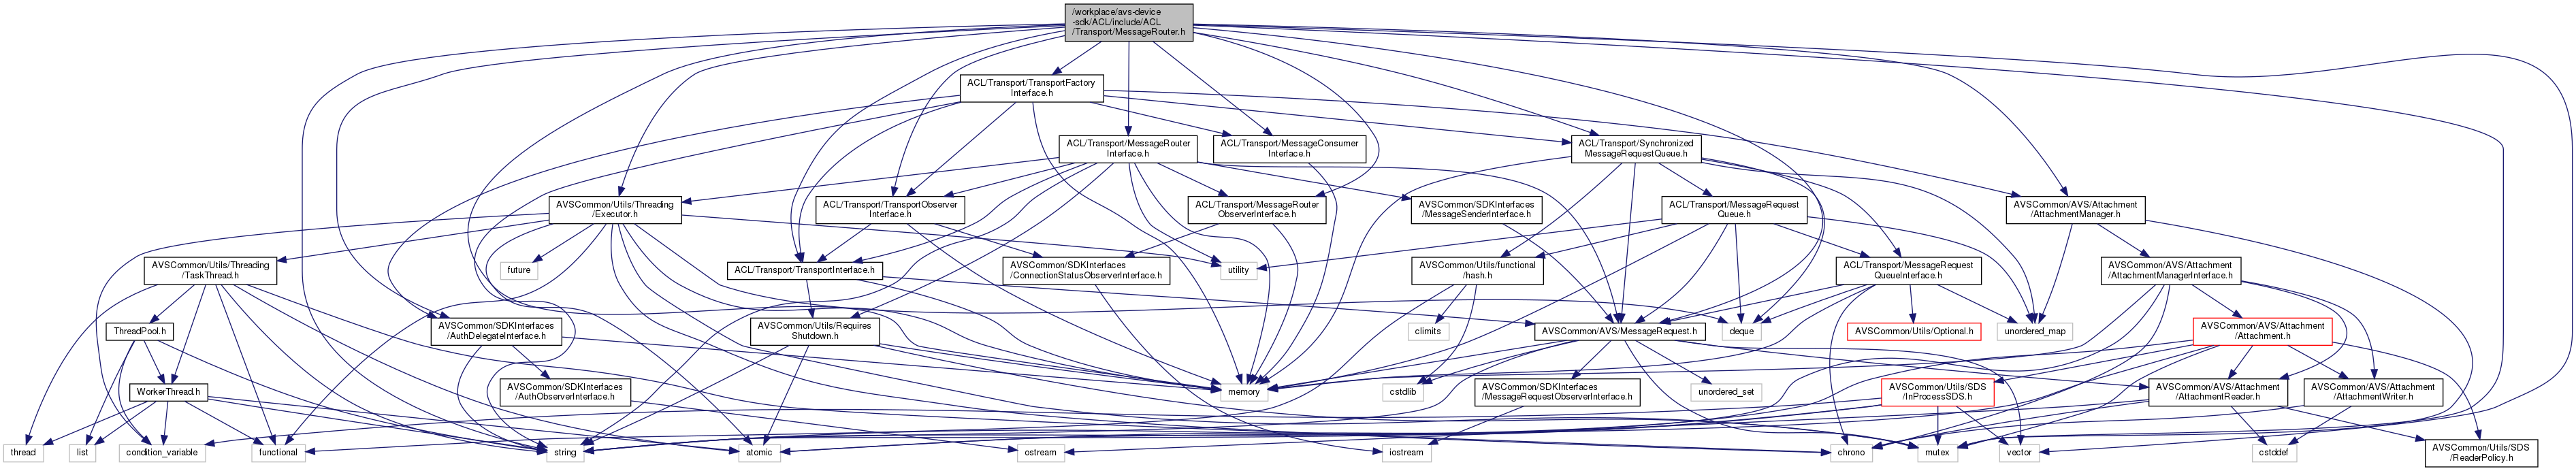 /workplace/avs-device
-sdk/ACL/include/ACL
/Transport/MessageRouter.h
ACL/Transport/TransportFactory
Interface.h
ACL/Transport/MessageRouter
Interface.h
ACL/Transport/MessageConsumer
Interface.h
ACL/Transport/Synchronized
MessageRequestQueue.h
AVSCommon/Utils/Threading
/Executor.h
ACL/Transport/TransportObserver
Interface.h
ACL/Transport/MessageRouter
ObserverInterface.h
AVSCommon/SDKInterfaces
/MessageSenderInterface.h
ACL/Transport/MessageRequest
Queue.h
AVSCommon/AVS/Attachment
/AttachmentManager.h
AVSCommon/Utils/Threading
/TaskThread.h
future
ACL/Transport/TransportInterface.h
AVSCommon/SDKInterfaces
/ConnectionStatusObserverInterface.h
utility
AVSCommon/Utils/functional
/hash.h
ACL/Transport/MessageRequest
QueueInterface.h
AVSCommon/AVS/Attachment
/AttachmentManagerInterface.h
ThreadPool.h
AVSCommon/SDKInterfaces
/AuthDelegateInterface.h
AVSCommon/Utils/Requires
Shutdown.h
climits
AVSCommon/AVS/MessageRequest.h
deque
AVSCommon/Utils/Optional.h
unordered_map
AVSCommon/AVS/Attachment
/Attachment.h
WorkerThread.h
AVSCommon/SDKInterfaces
/AuthObserverInterface.h
memory
cstdlib
AVSCommon/SDKInterfaces
/MessageRequestObserverInterface.h
unordered_set
AVSCommon/Utils/SDS
/InProcessSDS.h
AVSCommon/AVS/Attachment
/AttachmentReader.h
AVSCommon/AVS/Attachment
/AttachmentWriter.h
thread
list
condition_variable
functional
string
atomic
ostream
iostream
chrono
mutex
vector
cstddef
AVSCommon/Utils/SDS
/ReaderPolicy.h